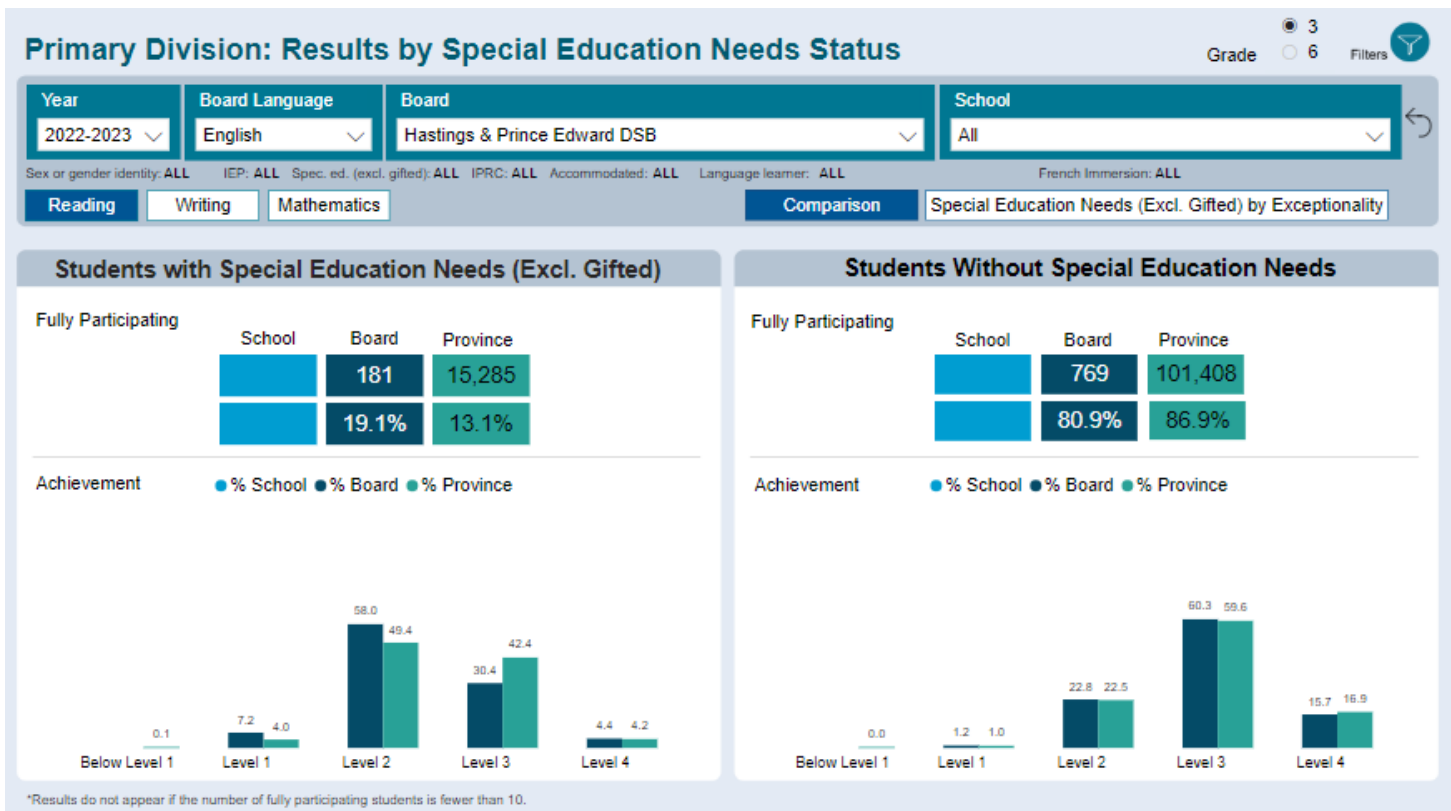 Primary Division: Results by Special Education Needs Status
Grade
3
6
Filters
Year
2022-2023
Board Language
English
Board
Hastings & Prince Edward DSB
School
All
Sex or gender identity: ALL IEP: ALL Spec. ed. (excl. gifted): ALL IPRC: ALL Accommodated: ALL Language learner: ALL French Immersion: ALL
Reading
Writing
Mathematics
Comparison
Special Education Needs (Excl. Gifted) by Exceptionality
Students with Special Education Needs (Excl. Gifted)
Fully Participating
School Board Province
181 15,285
19.1% 13.1%
Achievement
% School % Board % Province
0.1
7.2 4.0
58.0 49.4
30.4 42.4
4.4 4.2
Below Level 1 Level 1 Level 2 Level 3 Level 4
Students Without Special Education Needs
Fully Participating
School Board Province
769 101,408
80.9% 86.9%
Achievement
% School % Board % Province
0.0
1.2 1.0
22.8 22.5
60.3 59.6
15.7 16.9
Below Level 1 Level 1 Level 2 Level 3 Level 4
*Results do not appear if the number of fully participating students is fewer than 10.